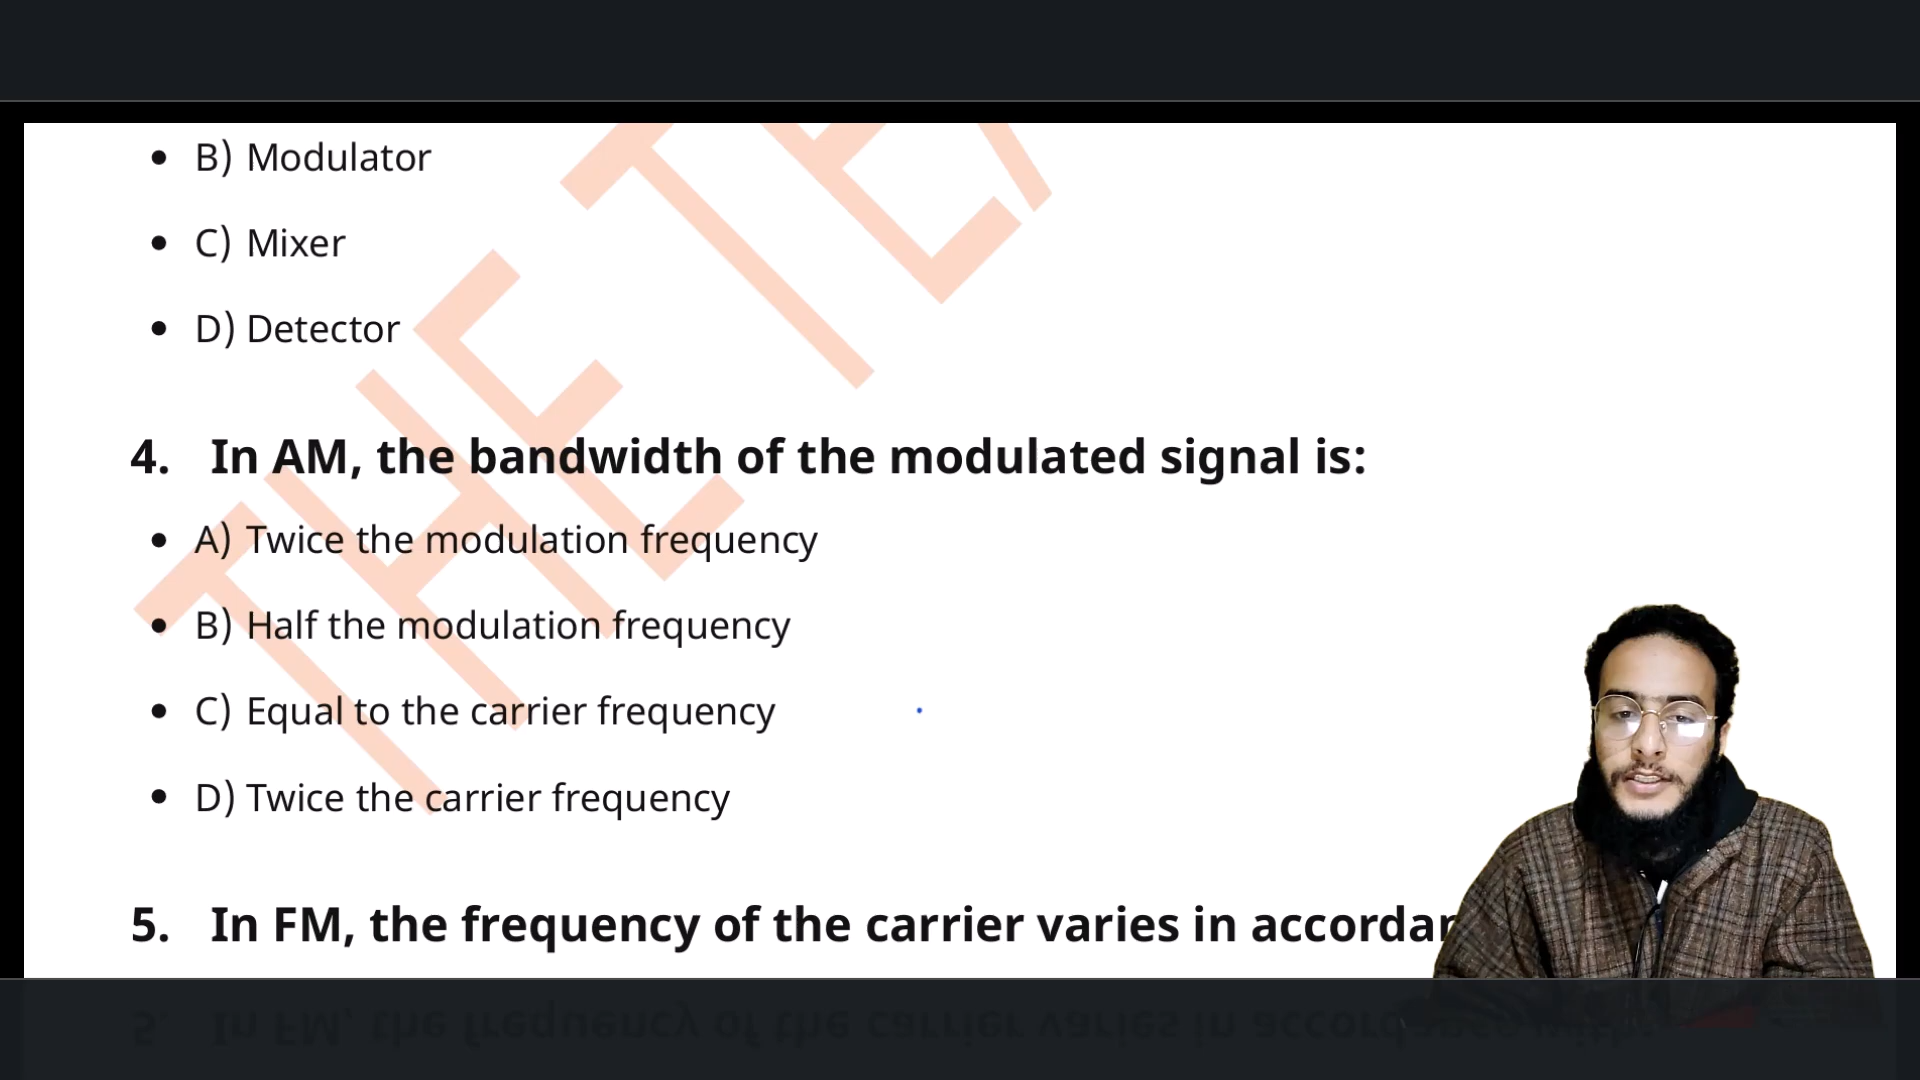 B) Modulator
C) Mixer
D) Detector
THE TE
4. In AM, the bandwidth of the modulated signal is:
A) Twice the modulation frequency
B) Half the modulation frequency
C) Equal to the carrier frequency
D) Twice the carrier frequency
5. In FM, the frequency of the carrier varies in